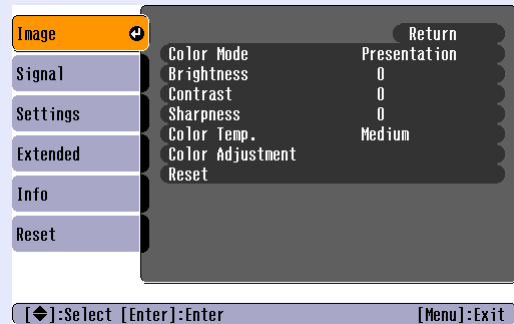 Image
Signal
Settings
Extended
Info
Reset
Return
Color Mode Presentation
Brightness 0
Contrast 0
Sharpness 0
Color Temp. Medium
Color Adjustment
Reset
[◆]:Select [Enter]:Enter [Menu]:Exit